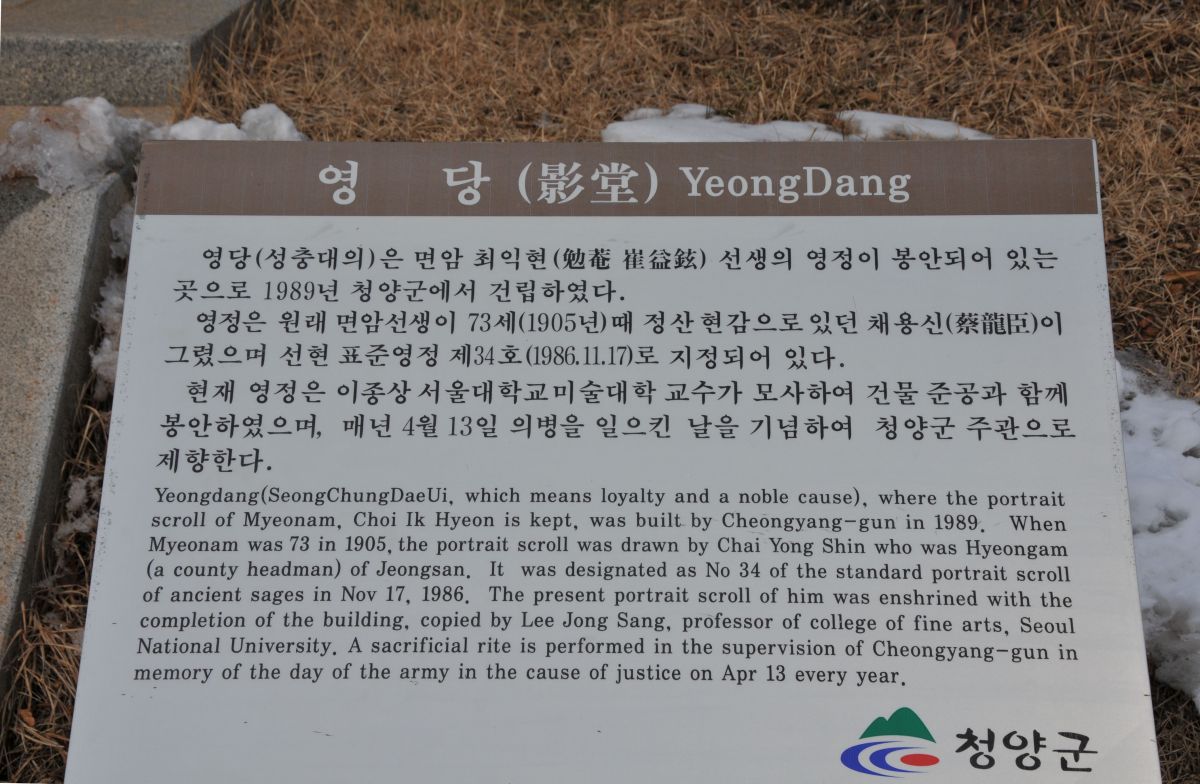 영 당 (影堂) YeongDang
영당(성충대의)은 면암 최익현(勉菴 崔益鉉) 선생의 영정이 봉안되어 있는
곳으로 1989년 청양군에서 건립하였다.
영정은 원래 면암선생이 73세(1905년)때 정산 현감으로 있던 채용신(蔡龍臣)이
그렸으며 선현 표준영정 제34호(1986.11.17)로 지정되어 있다.
현재 영정은 이종상 서울대학교미술대학 교수가 모사하여 건물 준공과 함께
봉안하였으며, 매년 4월 13일 의병을 일으킨 날을 기념하여 청양군 주관으로
제향한다.
Yeongdang(SeongChungDaeUi, which means loyalty and a noble cause), where the portrait
scroll of Myeonam, Choi Ik Hyeon is kept, was built by Cheongyang-gun in 1989. When
Myeonam was 73 in 1905, the portrait scroll was drawn by Chai Yong Shin who was Hyeongam
(a county headman) of Jeongsan. It was designated as No 34 of the standard portrait scroll
of ancient sages in Nov 17, 1986. The present portrait scroll of him was enshrined with the
completion of the building, copied by Lee Jong Sang, professor of college of fine arts, Seoul
National University. A sacrificial rite is performed in the supervision of Cheongyang-gun in
memory of the day of the army in the cause of justice on Apr 13 every year.
청양군